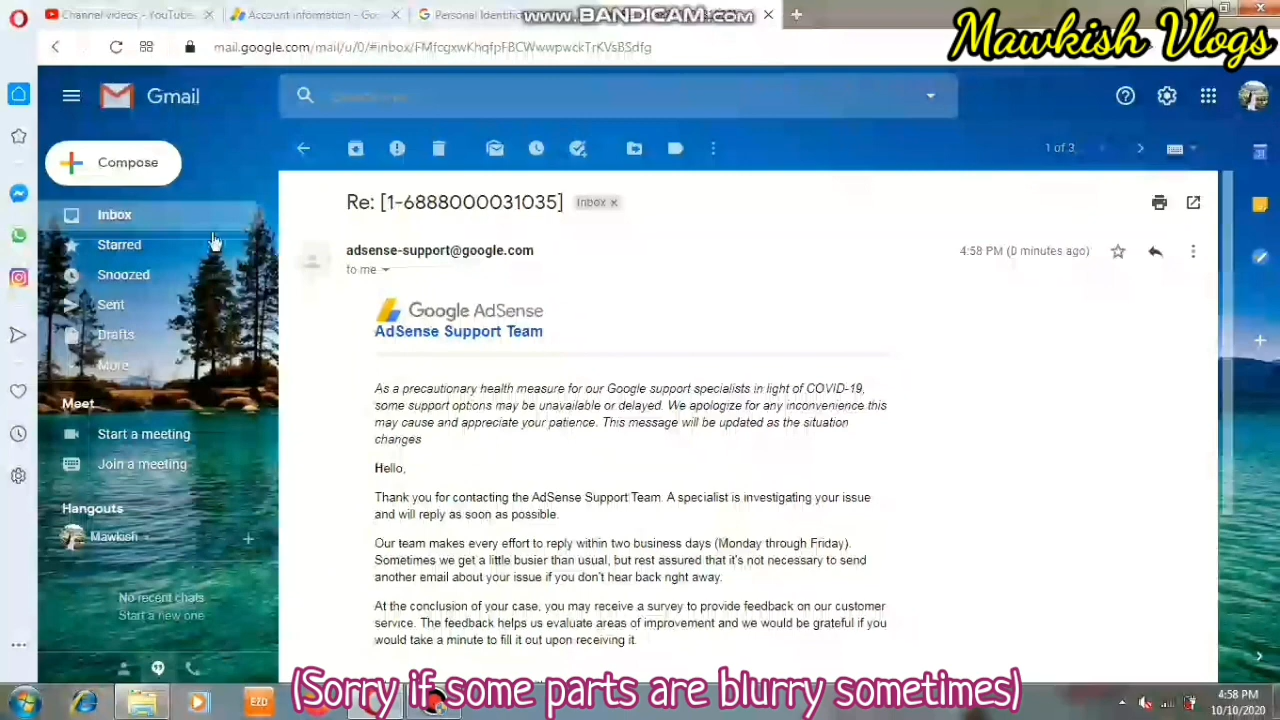 Channel videos - YouTube
Account information - Go
Personal Identific
www.BANDICAM.com
mail.google.com/mail/u/0/#inbox/FMfcgxwKhqfpFBCWwwpwckTrKVsBSdfg
Mawkish Vlogs
Gmail
Compose
1 of 3
Inbox
Starred
Snoozed
Sent
Drafts
More
Meet
Start a meeting
Join a meeting
Hangouts
Mawkish
No recent chats
Start a new one
Re: [1-6888000031035]
Inbox x
adsense-support@google.com
4:58 PM (0 minutes ago)
to me
Google AdSense
AdSense Support Team
As a precautionary health measure for our Google support specialists in light of COVID-19,
some support options may be unavailable or delayed. We apologize for any inconvenience this
may cause and appreciate your patience. This message will be updated as the situation
changes
Hello,
Thank you for contacting the AdSense Support Team. A specialist is investigating your issue
and will reply as soon as possible.
Our team makes every effort to reply within two business days (Monday through Friday).
Sometimes we get a little busier than usual, but rest assured that it's not necessary to send
another email about your issue if you don't hear back right away.
At the conclusion of your case, you may receive a survey to provide feedback on our customer
service. The feedback helps us evaluate areas of improvement and we would be grateful if you
would take a minute to fill it out upon receiving it.
(Sorry if some parts are blurry sometimes)
EZD
4:58 PM
10/10/2020